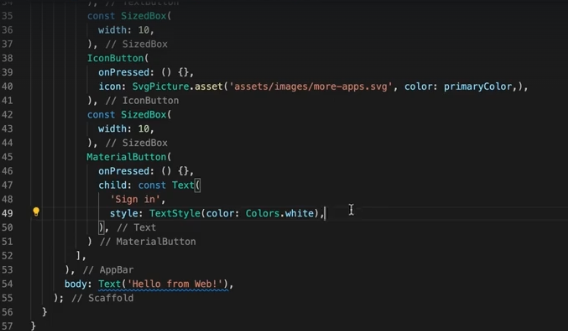 34 ), // TextButton
35 const SizedBox(
36 width: 10,
37 ), // SizedBox
38 IconButton(
39 onPressed: () {},
40 icon: SvgPicture.asset('assets/images/more-apps.svg', color: primaryColor,),
41 ), // IconButton
42 const SizedBox(
43 width: 10,
44 ), // SizedBox
45 MaterialButton(
46 onPressed: () {},
47 child: const Text(
48 'Sign in',
49 style: TextStyle(color: Colors.white),
50 ), // Text
51 ) // MaterialButton
52 ],
53 ), // AppBar
54 body: Text('Hello from Web!'),
55 ); // Scaffold
56 }
57 }